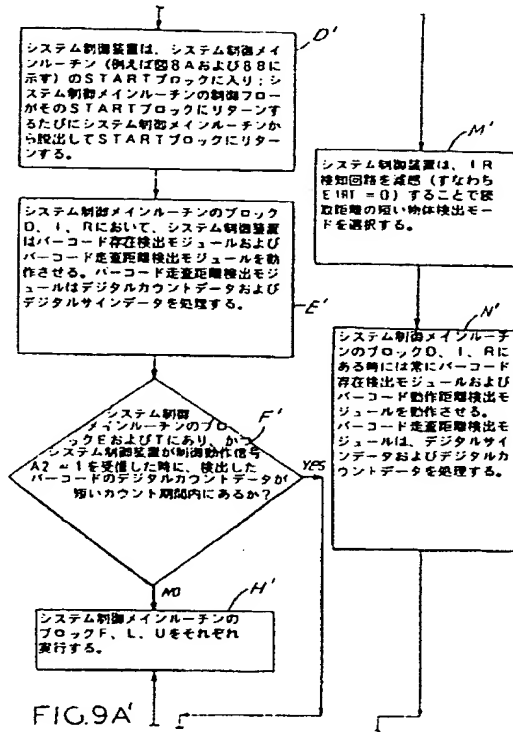 D'
システム制御装置は、システム制御メイ
ンルーチン(例えば図8Aおよび8Bに
示す)のSTARTブロックに入り;シ
ステム制御メインルーチンの制御フロー
がそのSTARTブロックにリターンす
るたびにシステム制御メインルーチンか
ら脱出してSTARTブロックにリター
ンする。
システム制御メインルーチンのブロック
D、I、Rにおいて、システム制御装置
はバーコード存在検出モジュールおよび
バーコード走査距離検出モジュールを動
作させる。バーコード走査距離検出モジ
ュールはデジタルカウントデータおよび
デジタルサインデータを処理する。
E'
システム制御
メインルーチンのブロ
ックEおよびTにあり、かつ
システム制御装置が制御動作信号
A2=1を受信した時に、検出した
バーコードのデジタルカウントデータが
短いカウント期間内にあるか?
F'
YES
NO
H'
システム制御メインルーチンの
ブロックF、L、Uをそれぞれ
実行する。
FIG.9A'
M'
システム制御装置は、IR
検知回路を減感(すなわち
EIRT=0)することで読
取距離の短い物体検出モー
ドを選択する。
N'
システム制御メインルーチ
ンのブロックD、I、Rに
ある時には常にバーコード
存在検出モジュールおよび
バーコード動作距離検出モ
ジュールを動作させる。
バーコード走査距離検出モ
ジュールは、デジタルサイ
ンデータおよびデジタルカ
ウントデータを処理する。